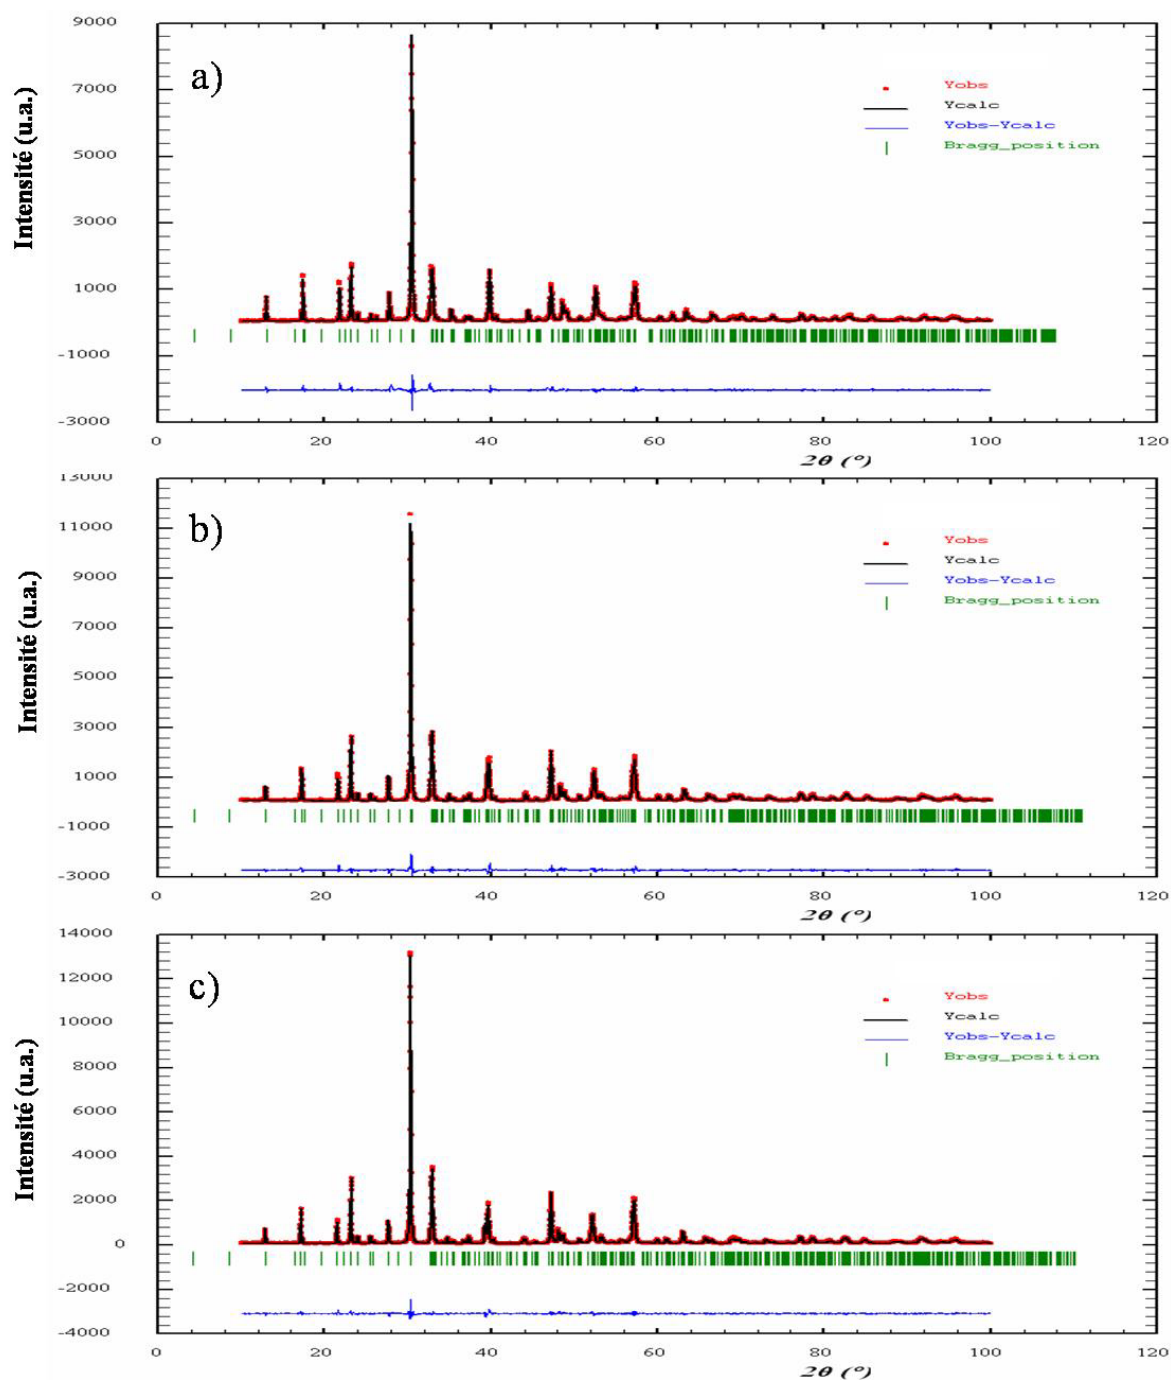 9000
a)
Yobs
7000
Ycalc
Yobs-Ycalc
Bragg_position
5000
Intensité (u.a.)
3000
1000
-1000
-3000
0 20 40 60 80 100 120
2θ (°)
13000
b)
11000
Yobs
Ycalc
9000
Yobs-Ycalc
Bragg_position
7000
Intensité (u.a.)
5000
3000
1000
-1000
-3000
0 20 40 60 80 100 120
2θ (°)
14000
c)
12000
Yobs
Ycalc
10000
Yobs-Ycalc
Bragg_position
8000
Intensité (u.a.)
6000
4000
2000
0
-2000
-4000
0 20 40 60 80 100 120
2θ (°)